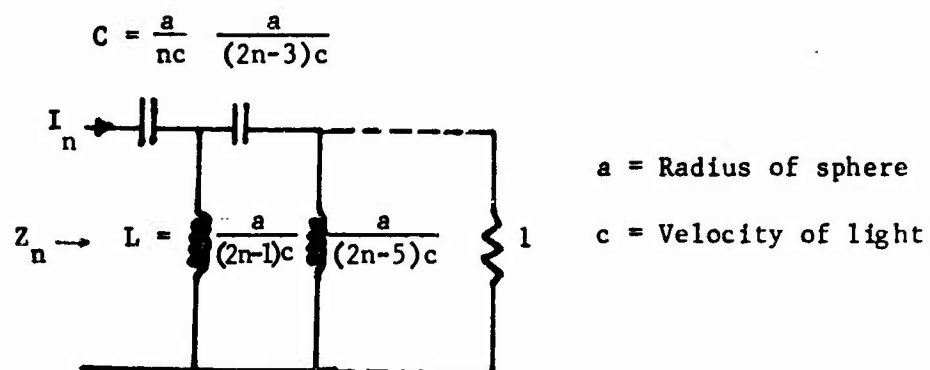 C = a/nc a/(2n-3)c
I_n
a = Radius of sphere
Z_n → L = a/(2n-1)c a/(2n-5)c 1 c = Velocity of light